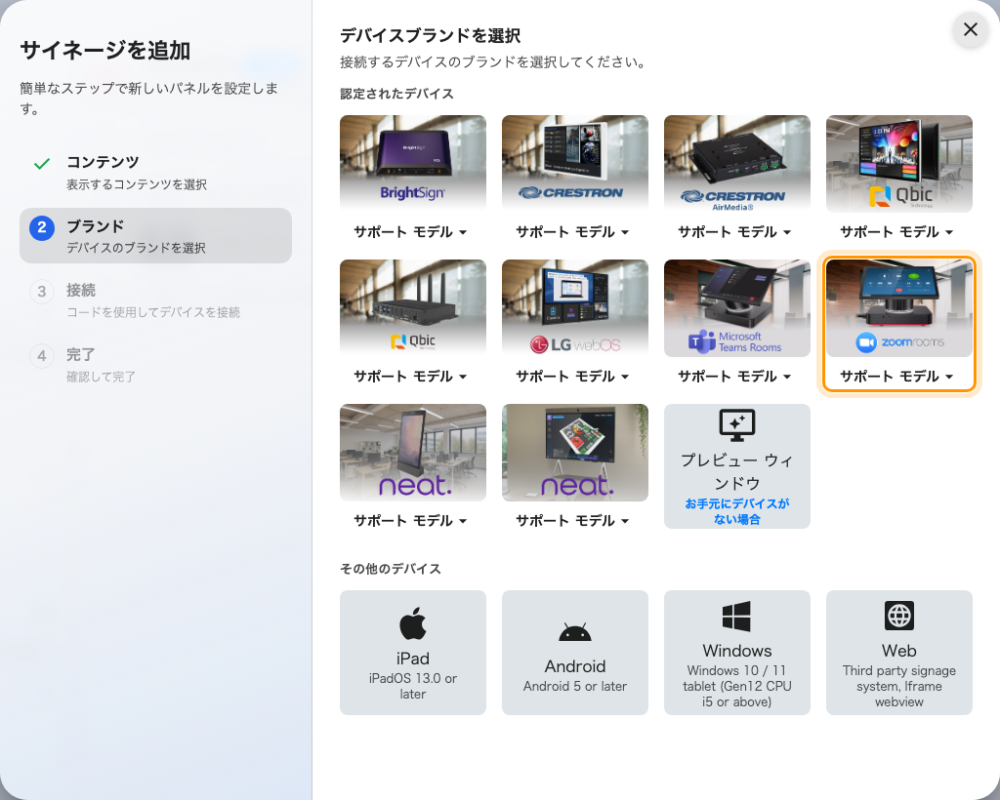 サイネージを追加
簡単なステップで新しいパネルを設定しま
す。
コンテンツ
表示するコンテンツを選択
2
ブランド
デバイスのブランドを選択
3
接続
コードを使用してデバイスを接続
4
完了
確認して完了
デバイスブランドを選択
接続するデバイスのブランドを選択してください。
認定されたデバイス
BrightSign
BrightSign
サポート モデル
CRESTRON
サポート モデル
CRESTRON
AirMedia®
サポート モデル
Qbic
Technology
サポート モデル
Qbic
サポート モデル
LG webOS
サポート モデル
Microsoft
Teams Rooms
サポート モデル
zoomrooms
サポート モデル
neat.
サポート モデル
neat.
サポート モデル
プレビュー ウィ
ンドウ
お手元にデバイスが
ない場合
その他のデバイス
iPad
iPadOS 13.0 or
later
Android
Android 5 or later
Windows
Windows 10 / 11
tablet (Gen12 CPU
i5 or above)
Web
Third party signage
system, Iframe
webview